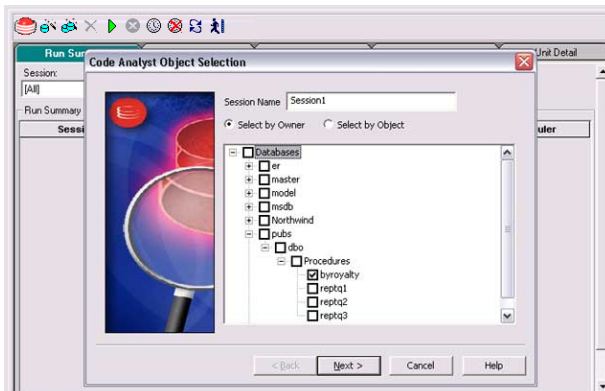 Run Sum
Unit Detail
Code Analyst Object Selection
Session:
[All]
Run Summary
Sessi
uler
Session Name Session1
Select by Owner Select by Object
Databases
er
master
model
msdb
Northwind
pubs
dbo
Procedures
byroyalty
reptq1
reptq2
reptq3
< Back Next > Cancel Help